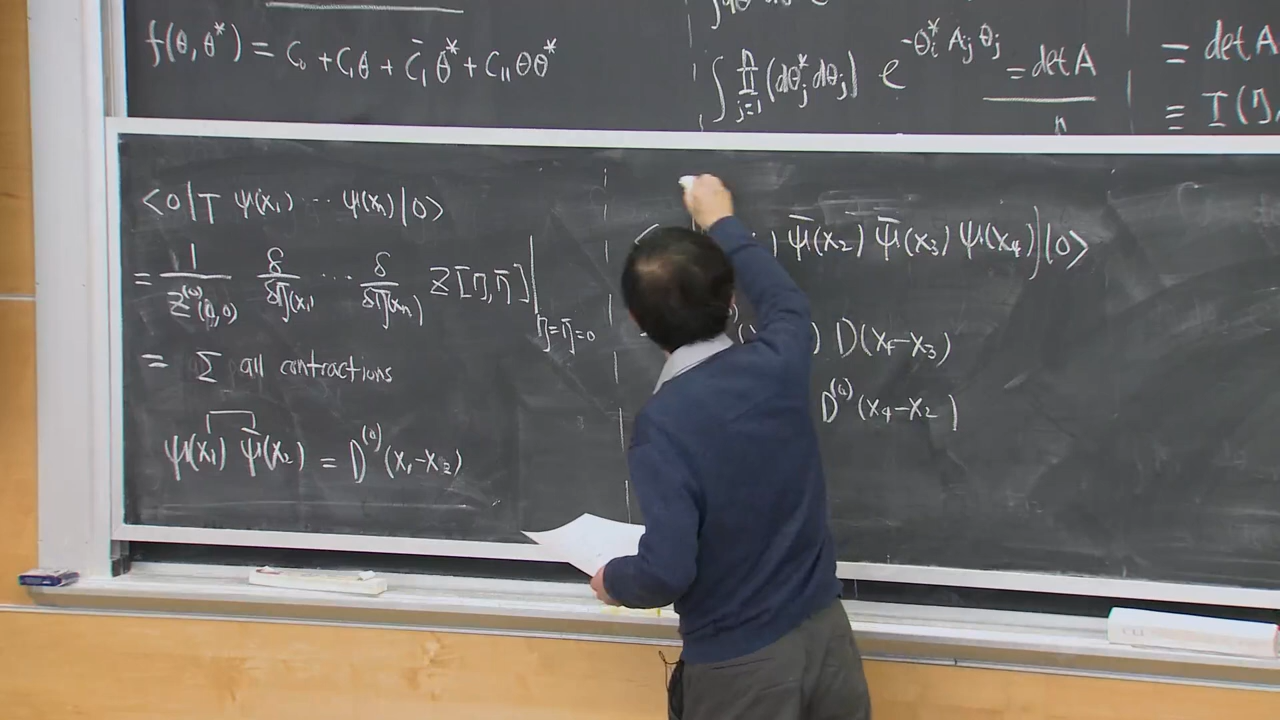 f(θ, θ*) = C₀ + C₁θ + C̄₁θ* + C₁₁θθ*
∫ ∏ⱼ₌₁ⁿ (dθⱼ* dθⱼ) e^{-θᵢ* Aⱼ θⱼ} = det A
= det A
≡ I(η,
<0|T ψ(x₁) ⋯ ψ(xₙ)|0>
= 1/Z⁽⁰⁾(0,0) δ/δη̄(x₁) ⋯ δ/δη̄(xₙ) Z[η,η̄]|η=η̄=0
= Σ all contractions
ψ(x₁) ψ̄(x₂) = D⁽⁰⁾(x₁-x₂)
< ) ψ̄(x₂) ψ̄(x₃) ψ(x₄))|0>
) D(x₄-x₃)
D⁽⁰⁾(x₄-x₂)